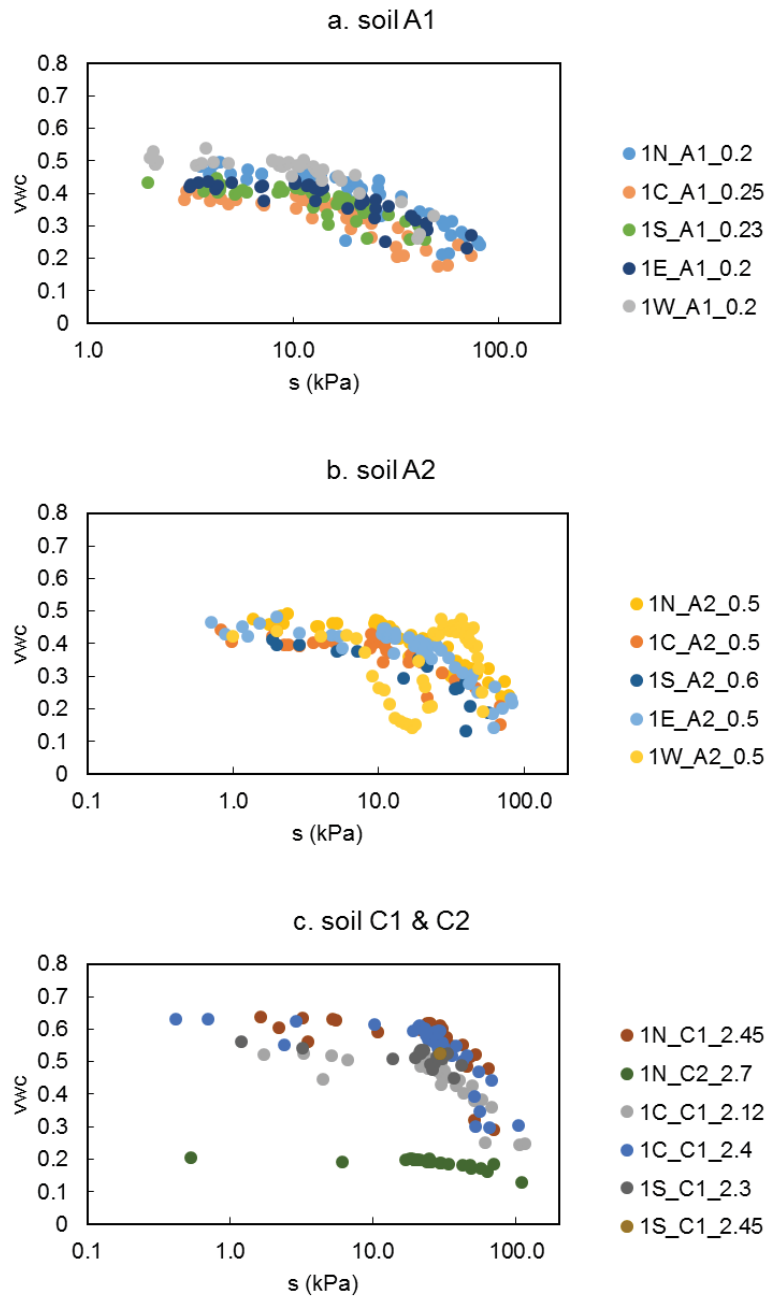 a. soil A1
0.8
0.7
0.6
0.5
0.4
0.3
0.2
0.1
0
vwc
1.0 10.0 100.0
s (kPa)
1N_A1_0.2
1C_A1_0.25
1S_A1_0.23
1E_A1_0.2
1W_A1_0.2
b. soil A2
0.8
0.7
0.6
0.5
0.4
0.3
0.2
0.1
0
vwc
0.1 1.0 10.0 100.0
s (kPa)
1N_A2_0.5
1C_A2_0.5
1S_A2_0.6
1E_A2_0.5
1W_A2_0.5
c. soil C1 & C2
0.8
0.7
0.6
0.5
0.4
0.3
0.2
0.1
0
vwc
0.1 1.0 10.0 100.0
s (kPa)
1N_C1_2.45
1N_C2_2.7
1C_C1_2.12
1C_C1_2.4
1S_C1_2.3
1S_C1_2.45